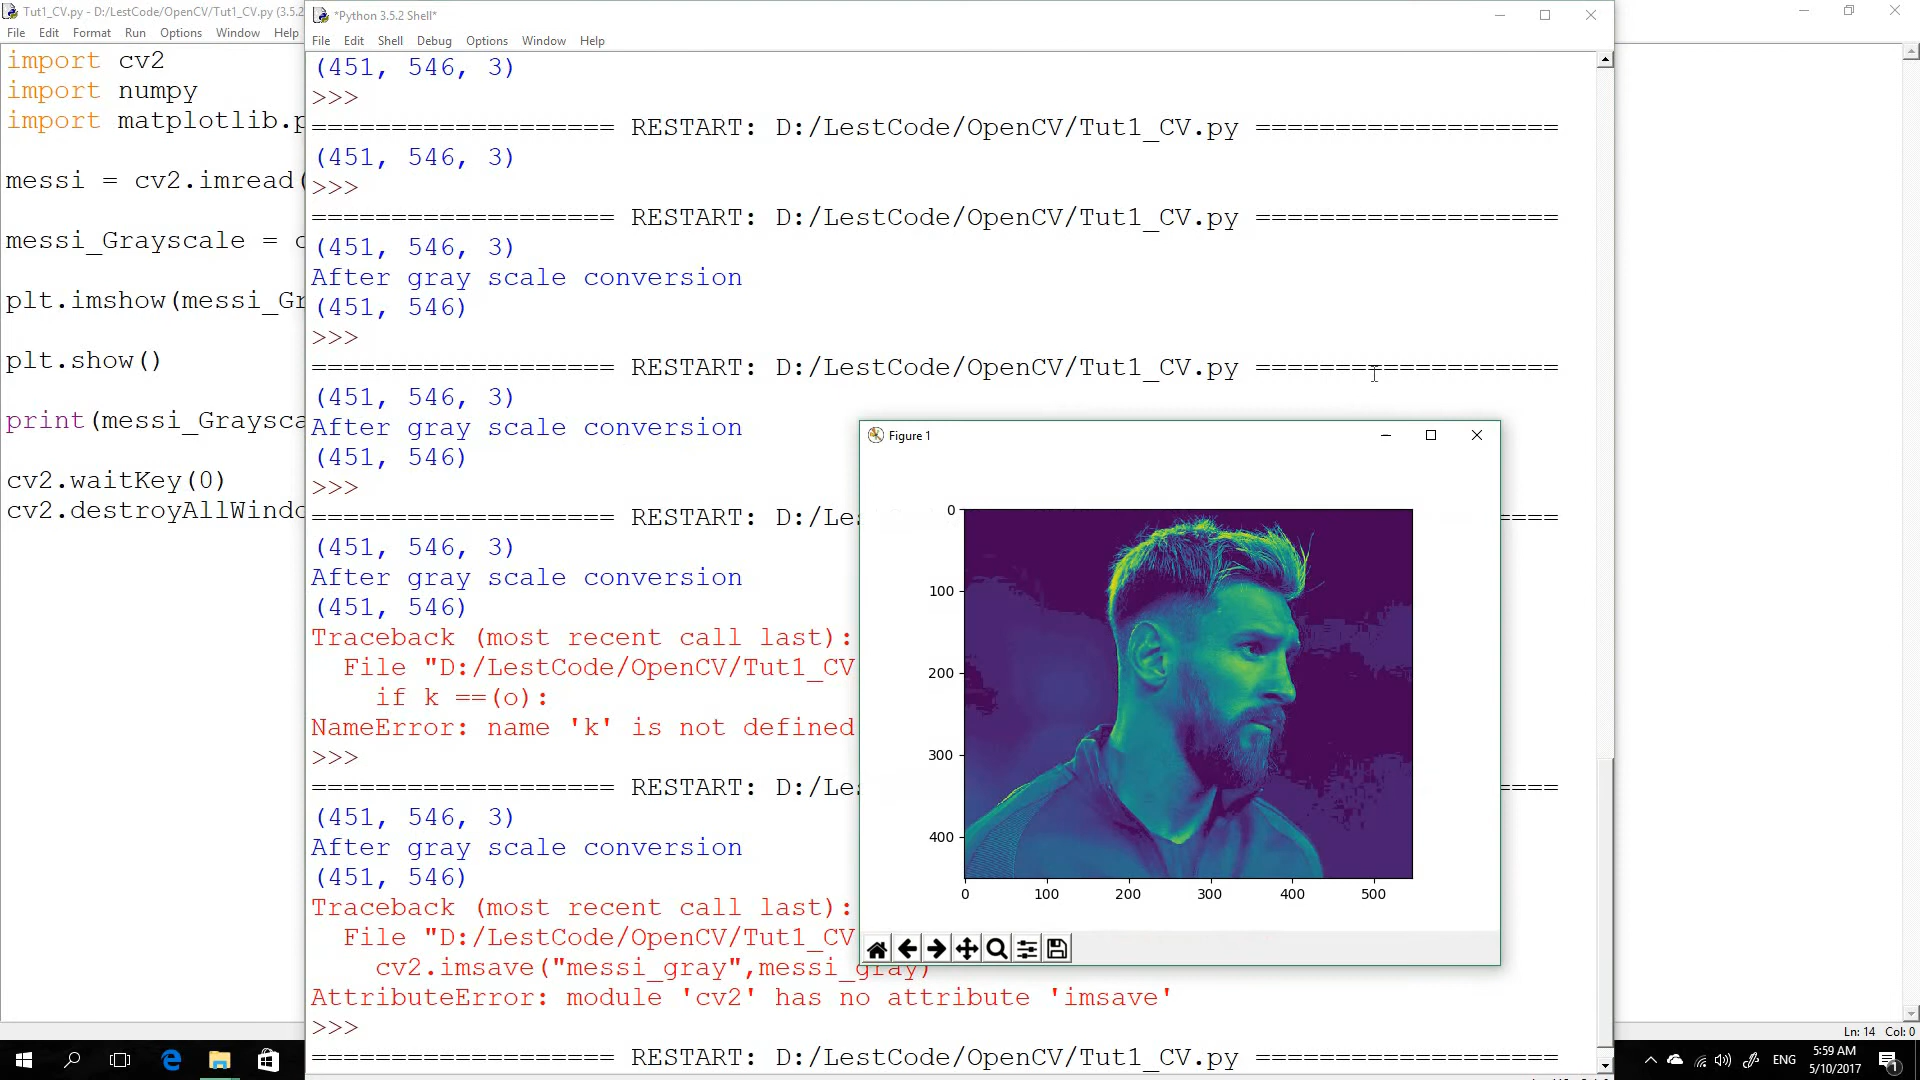 Tut1_CV.py - D:/LestCode/OpenCV/Tut1_CV.py (3.5.2
File Edit Format Run Options Window Help
import cv2
import numpy
import matplotlib.p
messi = cv2.imread(
messi_Grayscale = c
plt.imshow(messi_Gr
plt.show()
print(messi_Graysca
cv2.waitKey(0)
cv2.destroyAllWindo
*Python 3.5.2 Shell*
File Edit Shell Debug Options Window Help
(451, 546, 3)
>>>
=================== RESTART: D:/LestCode/OpenCV/Tut1_CV.py ===================
(451, 546, 3)
>>>
=================== RESTART: D:/LestCode/OpenCV/Tut1_CV.py ===================
(451, 546, 3)
After gray scale conversion
(451, 546)
>>>
=================== RESTART: D:/LestCode/OpenCV/Tut1_CV.py ===================
(451, 546, 3)
After gray scale conversion
(451, 546)
>>>
=================== RESTART: D:/Les ====
(451, 546, 3)
After gray scale conversion
(451, 546)
Traceback (most recent call last):
File "D:/LestCode/OpenCV/Tut1_CV
if k ==(o):
NameError: name 'k' is not defined
>>>
=================== RESTART: D:/Les ====
(451, 546, 3)
After gray scale conversion
(451, 546)
Traceback (most recent call last):
File "D:/LestCode/OpenCV/Tut1_CV
cv2.imsave("messi_gray",messi_gray)
AttributeError: module 'cv2' has no attribute 'imsave'
>>>
=================== RESTART: D:/LestCode/OpenCV/Tut1_CV.py ===================
Figure 1
0
100
200
300
400
0 100 200 300 400 500
Ln: 14 Col: 0
ENG
5:59 AM
5/10/2017
1